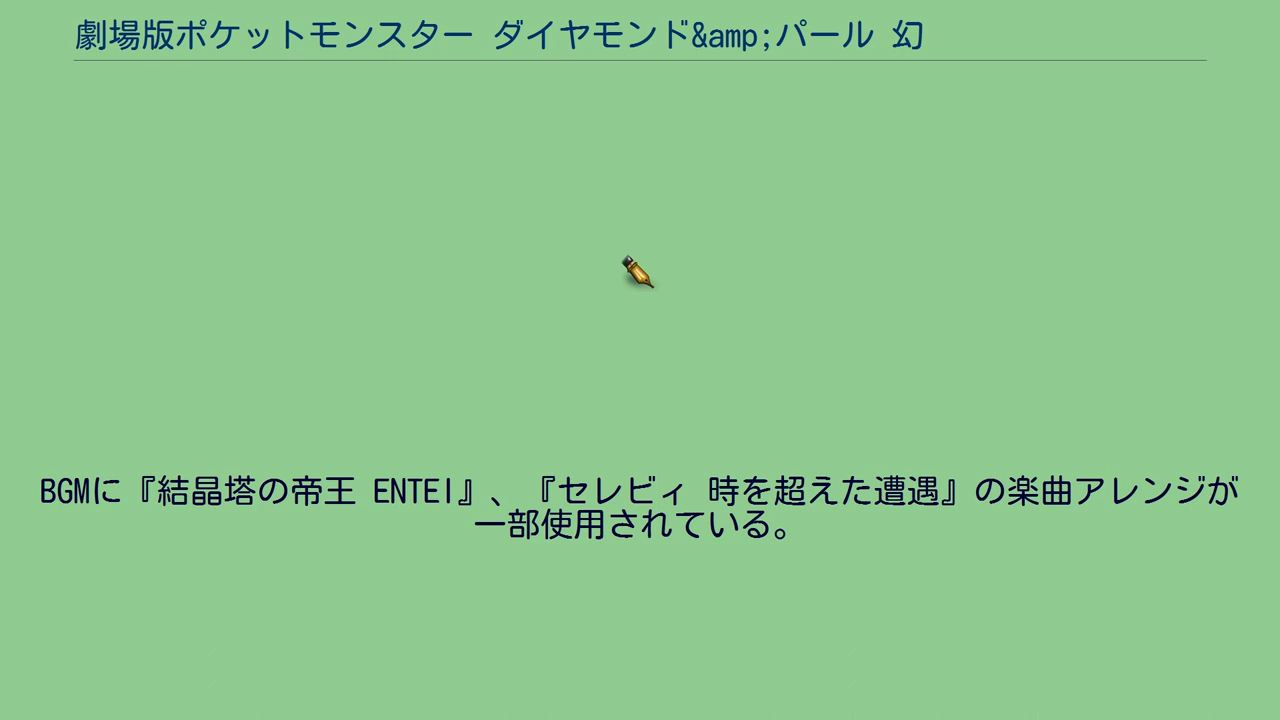 劇場版ポケットモンスター ダイヤモンド&amp;パール 幻
BGMに『結晶塔の帝王 ENTEI』、『セレビィ 時を超えた遭遇』の楽曲アレンジが
一部使用されている。